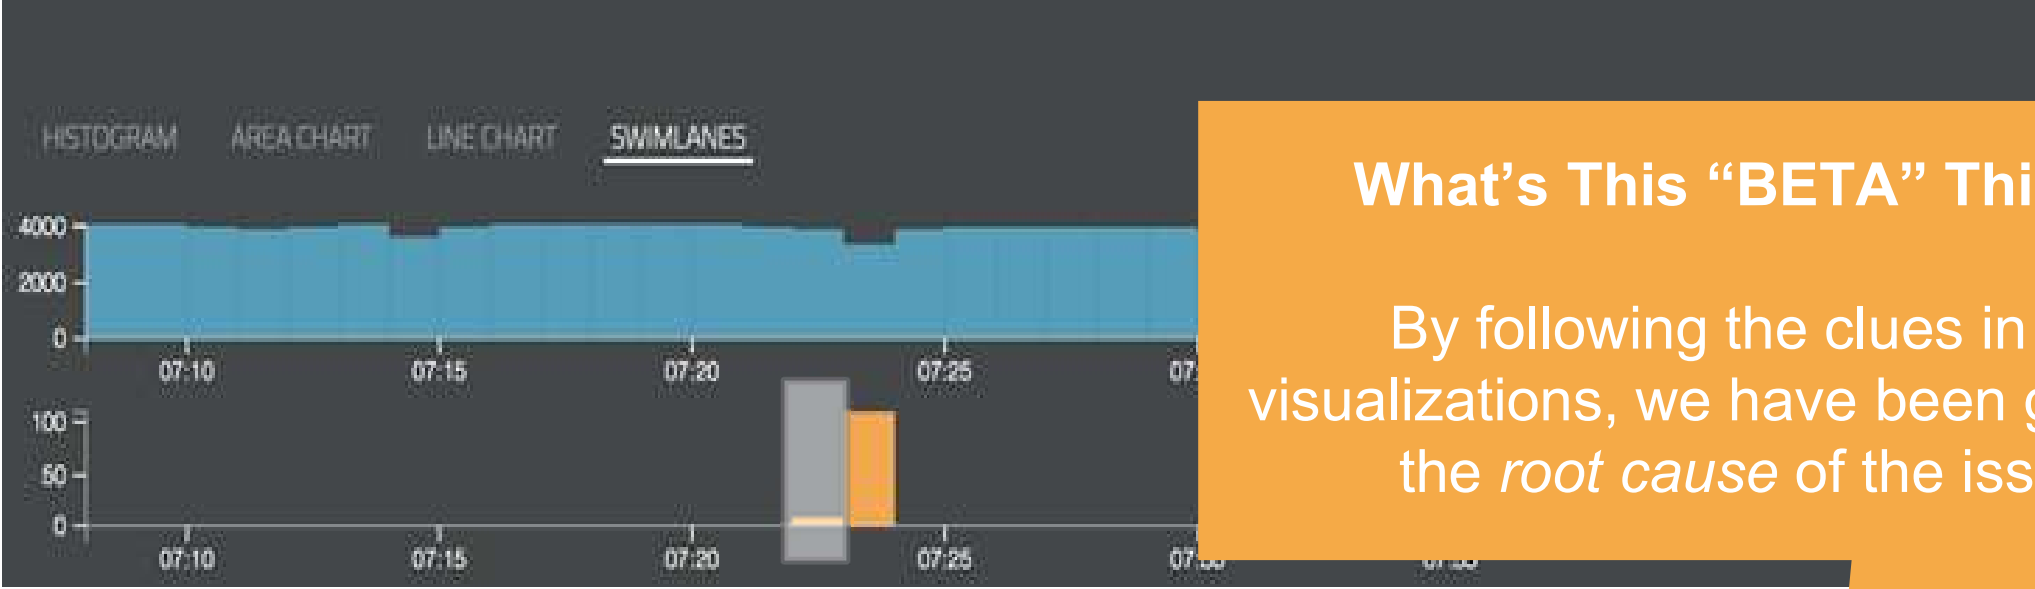 HISTOGRAM AREA CHART LINE CHART SWIMLANES
What's This “BETA” Thi
4000
2000
0
07:10 07:15 07:20 07:25 07:
By following the clues in
visualizations, we have been
100
50
0
the root cause of the iss
07:10 07:15 07:20 07:25